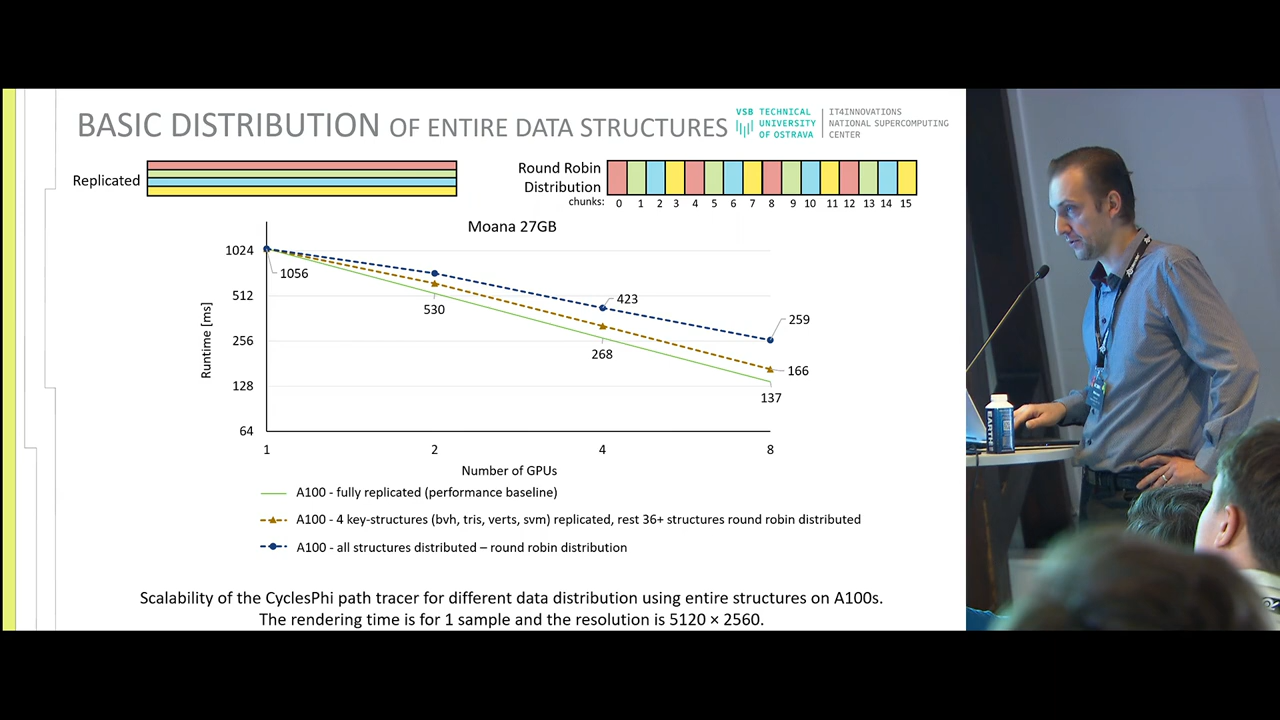 BASIC DISTRIBUTION OF ENTIRE DATA STRUCTURES
VSB TECHNICAL
UNIVERSITY
OF OSTRAVA
IT4INNOVATIONS
NATIONAL SUPERCOMPUTING
CENTER
Replicated
Round Robin
Distribution
chunks: 0 1 2 3 4 5 6 7 8 9 10 11 12 13 14 15
Moana 27GB
Runtime [ms]
1024
512
256
128
64
1056
530
423
268
259
166
137
1 2 4 8
Number of GPUs
A100 - fully replicated (performance baseline)
A100 - 4 key-structures (bvh, tris, verts, svm) replicated, rest 36+ structures round robin distributed
A100 - all structures distributed – round robin distribution
Scalability of the CyclesPhi path tracer for different data distribution using entire structures on A100s.
The rendering time is for 1 sample and the resolution is 5120 × 2560.